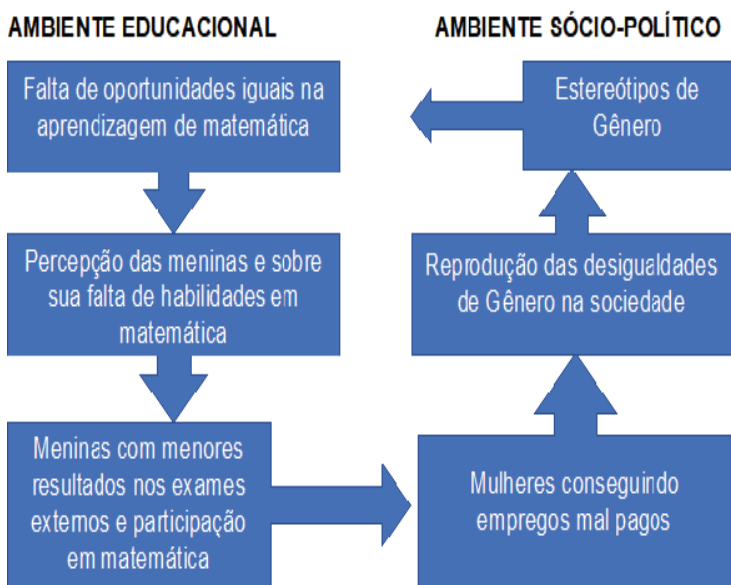 AMBIENTE EDUCACIONAL
Falta de oportunidades iguais na
aprendizagem de matemática
Percepção das meninas e sobre
sua falta de habilidades em
matemática
Meninas com menores
resultados nos exames
externos e participação
em matemática
AMBIENTE SÓCIO-POLÍTICO
Estereótipos de
Gênero
Reprodução das desigualdades
de Gênero na sociedade
Mulheres conseguindo
empregos mal pagos